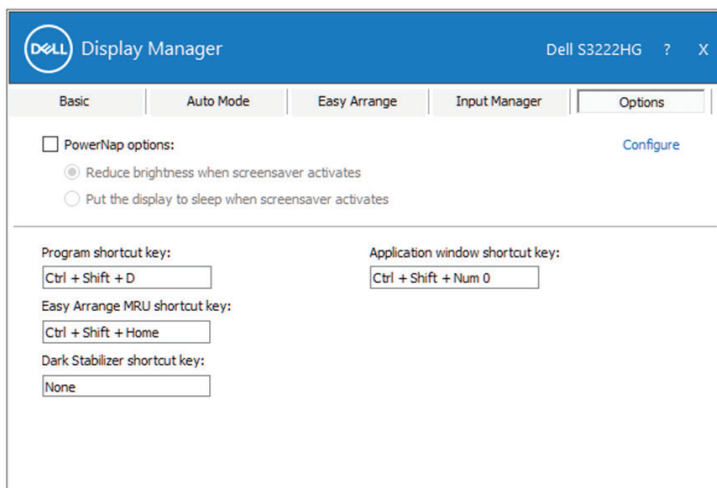 DELL Display Manager Dell S3222HG ? X
Basic Auto Mode Easy Arrange Input Manager Options
PowerNap options: Configure
Reduce brightness when screensaver activates
Put the display to sleep when screensaver activates
Program shortcut key: Application window shortcut key:
Ctrl + Shift + D Ctrl + Shift + Num 0
Easy Arrange MRU shortcut key:
Ctrl + Shift + Home
Dark Stabilizer shortcut key:
None